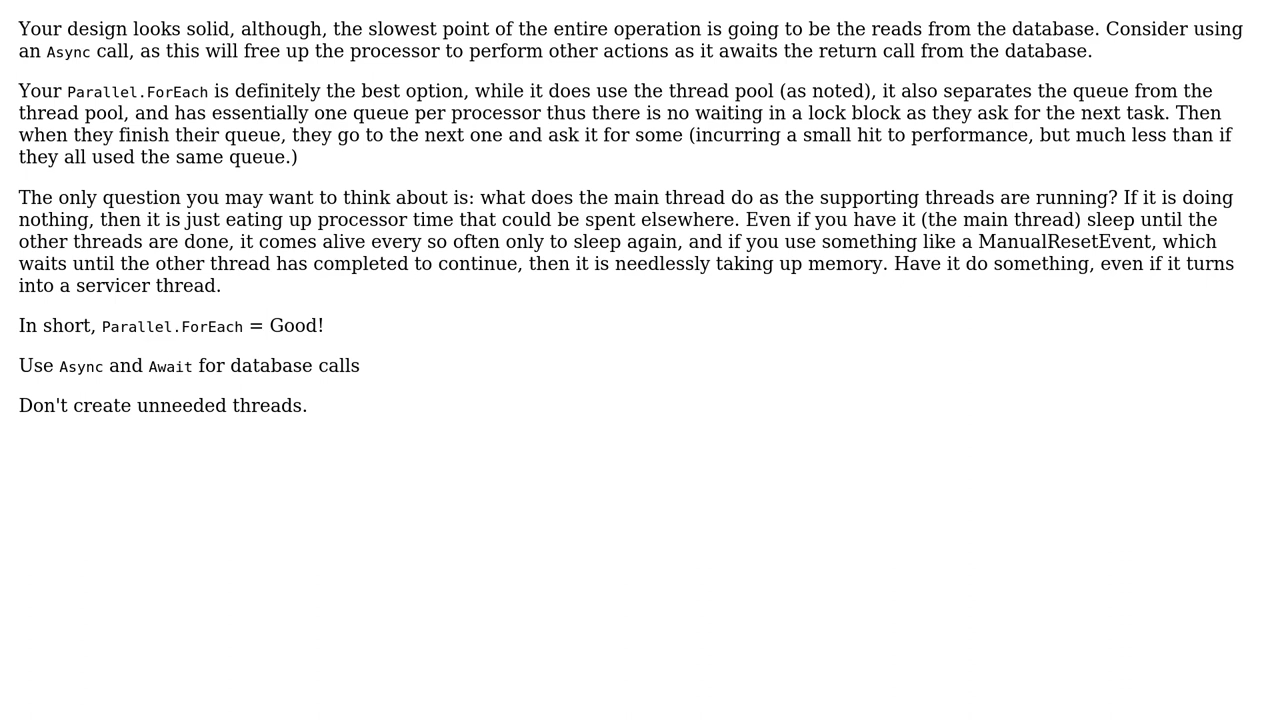 Your design looks solid, although, the slowest point of the entire operation is going to be the reads from the database. Consider using
an Async call, as this will free up the processor to perform other actions as it awaits the return call from the database.
Your Parallel.ForEach is definitely the best option, while it does use the thread pool (as noted), it also separates the queue from the
thread pool, and has essentially one queue per processor thus there is no waiting in a lock block as they ask for the next task. Then
when they finish their queue, they go to the next one and ask it for some (incurring a small hit to performance, but much less than if
they all used the same queue.)
The only question you may want to think about is: what does the main thread do as the supporting threads are running? If it is doing
nothing, then it is just eating up processor time that could be spent elsewhere. Even if you have it (the main thread) sleep until the
other threads are done, it comes alive every so often only to sleep again, and if you use something like a ManualResetEvent, which
waits until the other thread has completed to continue, then it is needlessly taking up memory. Have it do something, even if it turns
into a servicer thread.
In short, Parallel.ForEach = Good!
Use Async and Await for database calls
Don't create unneeded threads.